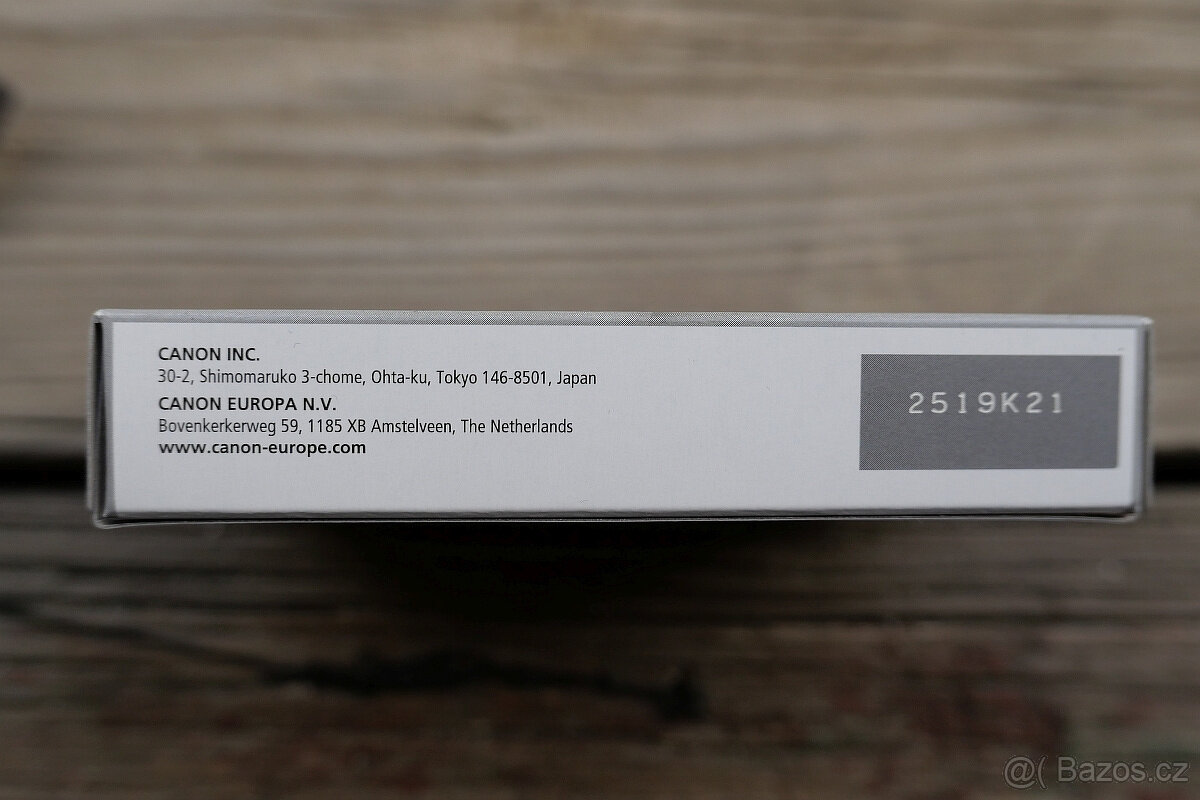 CANON INC.
30-2, Shimomaruko 3-chome, Ohta-ku, Tokyo 146-8501, Japan
CANON EUROPA N.V.
Bovenkerkerweg 59, 1185 XB Amstelveen, The Netherlands
www.canon-europe.com
2519K21
@( Bazos.cz